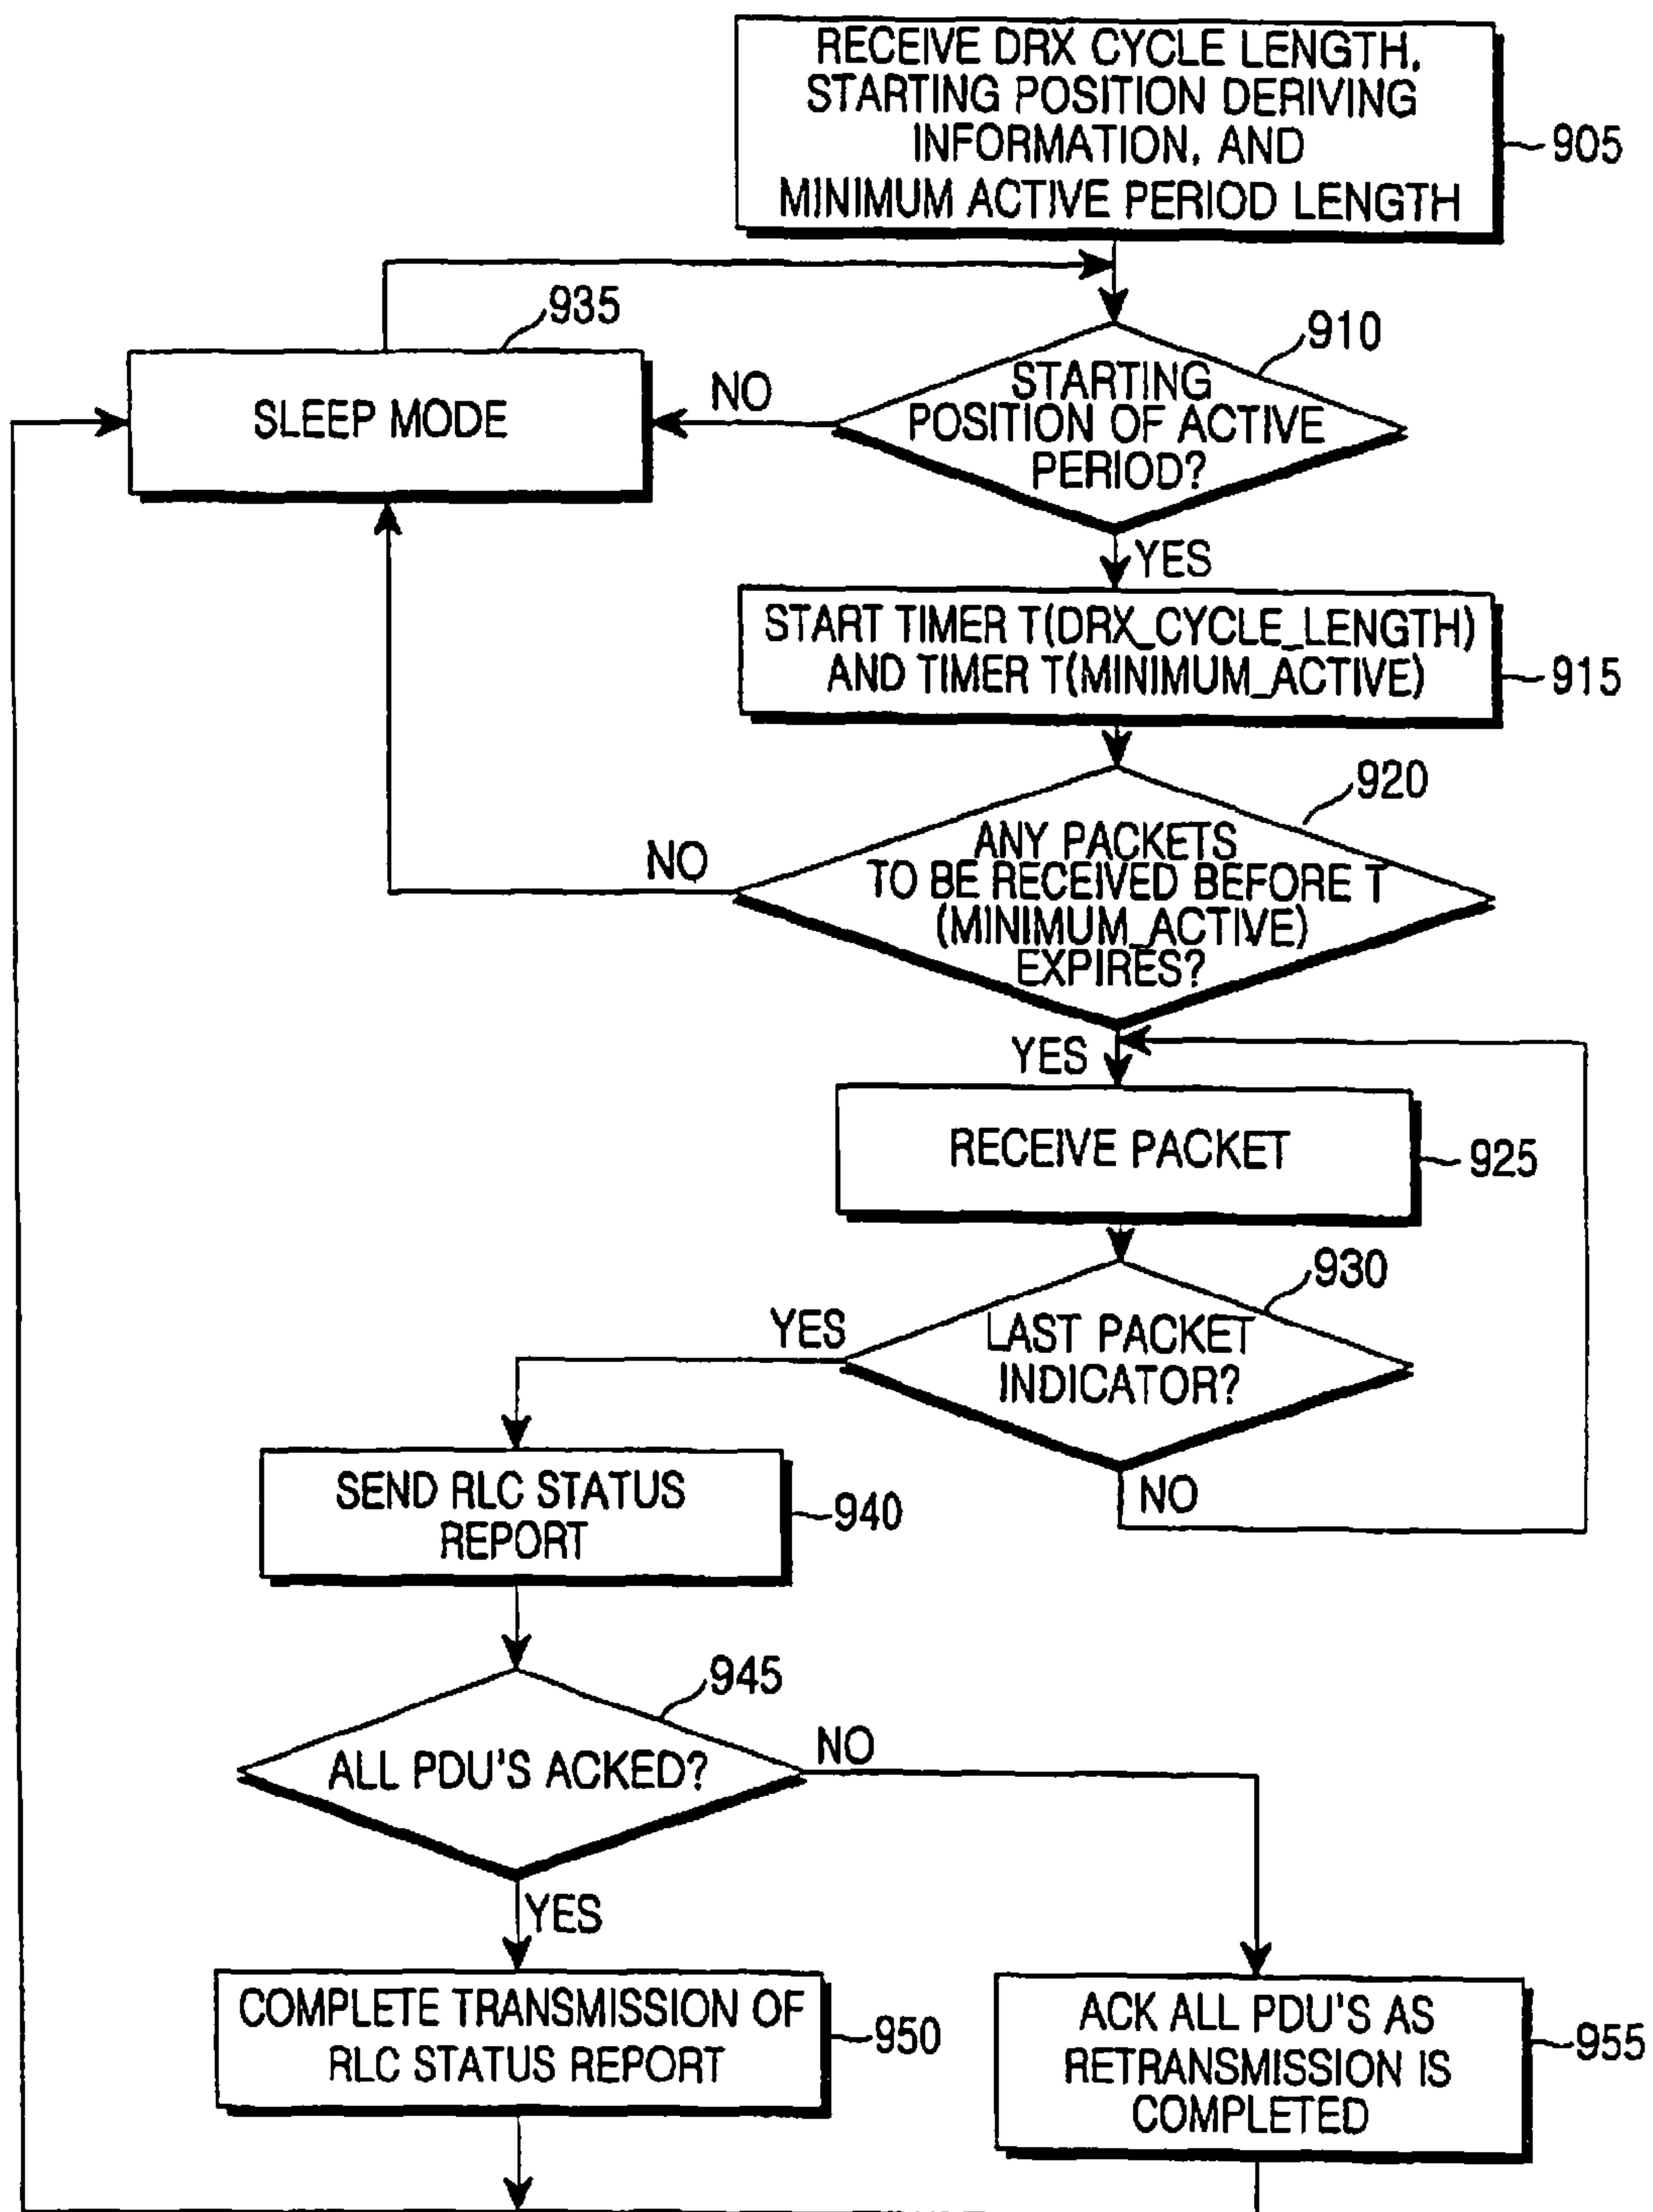 RECEIVE DRX CYCLE LENGTH,
STARTING POSITION DERIVING
INFORMATION, AND
MINIMUM ACTIVE PERIOD LENGTH
905
935
SLEEP MODE
NO
910
STARTING
POSITION OF ACTIVE
PERIOD?
YES
START TIMER T(DRX_CYCLE_LENGTH)
AND TIMER T(MINIMUM_ACTIVE)
915
920
NO
ANY PACKETS
TO BE RECEIVED BEFORE T
(MINIMUM_ACTIVE)
EXPIRES?
YES
RECEIVE PACKET
925
930
YES
LAST PACKET
INDICATOR?
NO
SEND RLC STATUS
REPORT
940
945
ALL PDU'S ACKED?
NO
YES
COMPLETE TRANSMISSION OF
RLC STATUS REPORT
950
ACK ALL PDU'S AS
RETRANSMISSION IS
COMPLETED
955